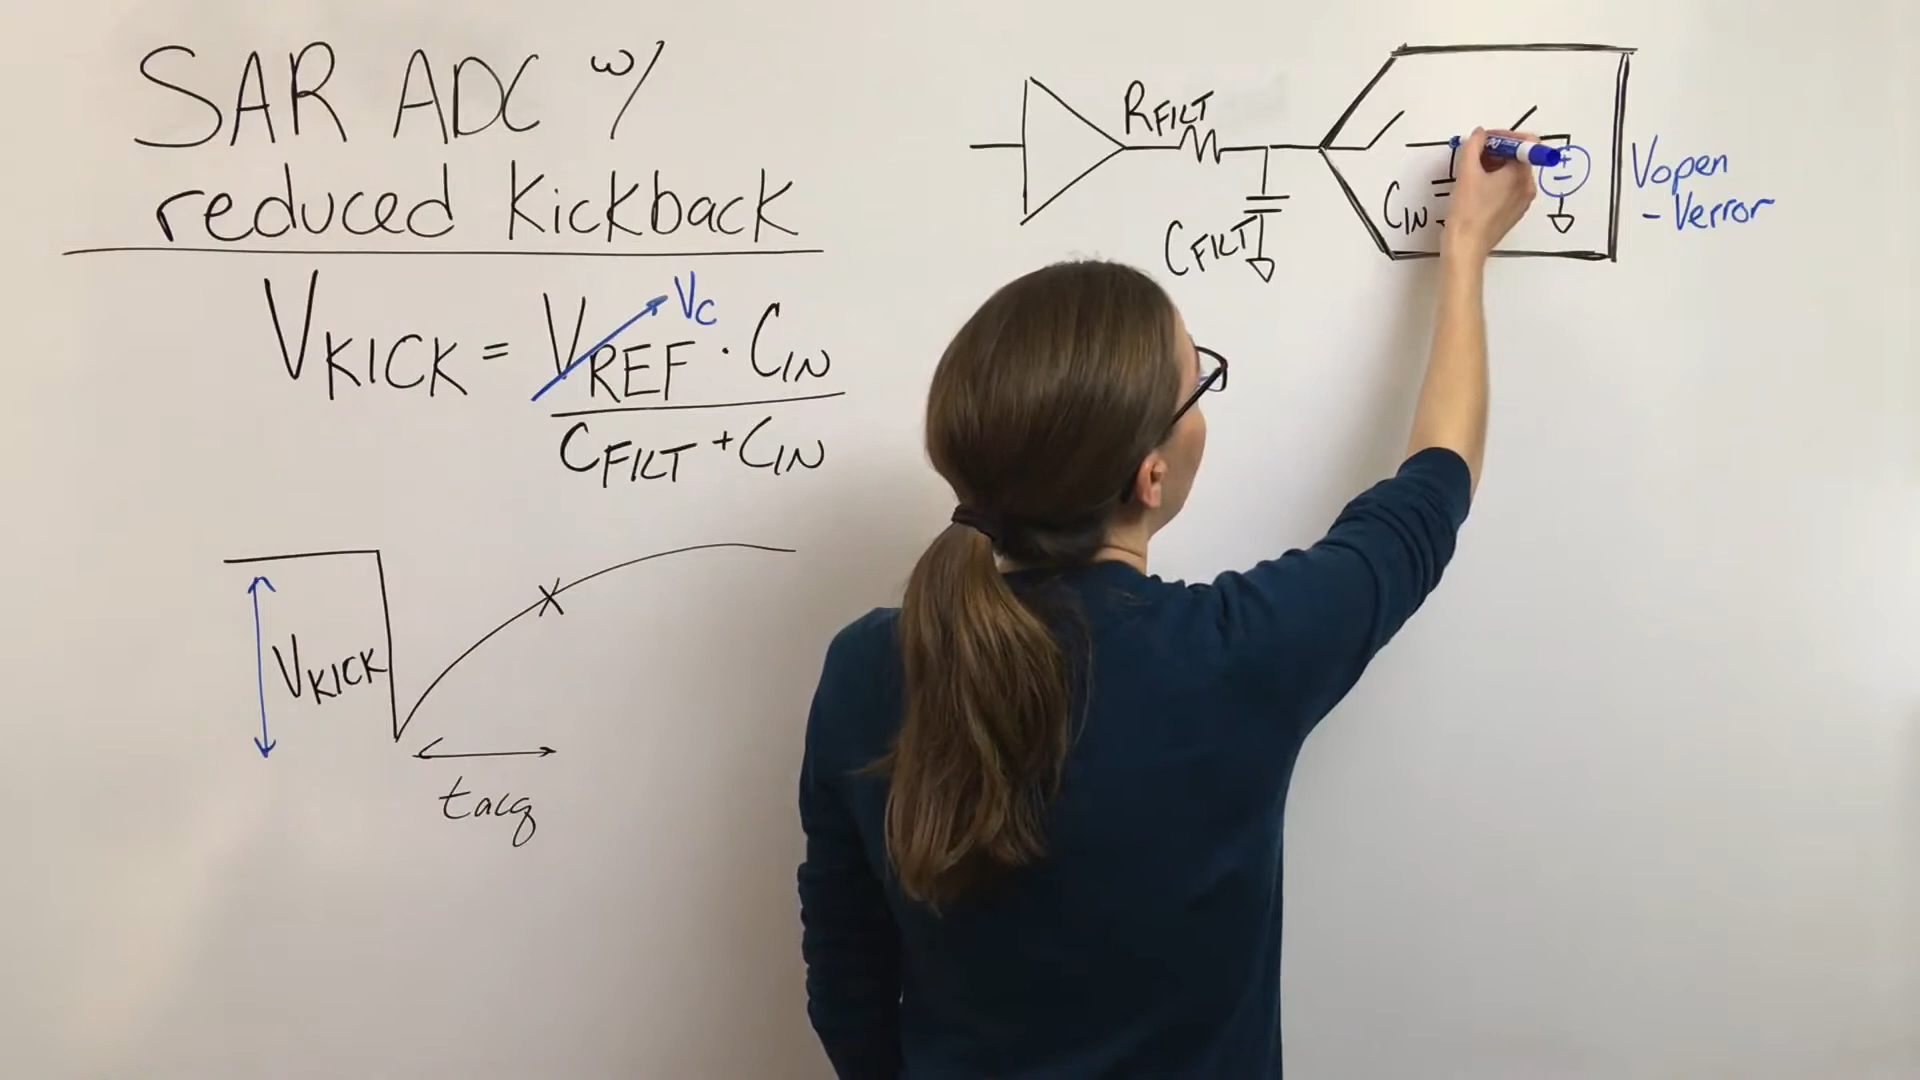 SAR ADC w/
reduced Kickback
VKICK = VREF · CIN
VC
CFILT + CIN
VKICK
tacq
RFILT
CFILT
CIN
Vopen
- Verror